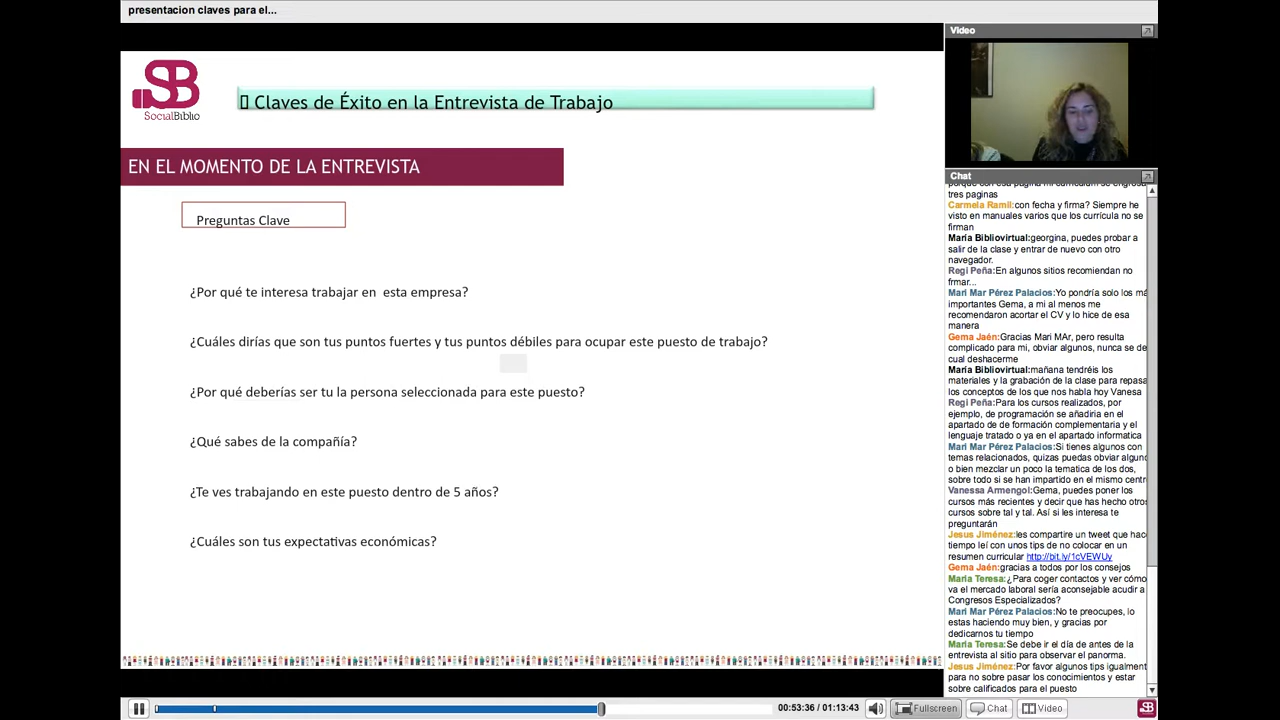 presentacion claves para el...
SB
SocialBiblio
Claves de Éxito en la Entrevista de Trabajo
EN EL MOMENTO DE LA ENTREVISTA
Preguntas Clave
¿Por qué te interesa trabajar en esta empresa?
¿Cuáles dirías que son tus puntos fuertes y tus puntos débiles para ocupar este puesto de trabajo?
¿Por qué deberías ser tu la persona seleccionada para este puesto?
¿Qué sabes de la compañía?
¿Te ves trabajando en este puesto dentro de 5 años?
¿Cuáles son tus expectativas económicas?
Video
Chat
tres paginas
Carmela Ramil:con fecha y firma? Siempre he
visto en manuales varios que los currícula no se
firman
María Bibliovirtual:georgina, puedes probar a
salir de la clase y entrar de nuevo con otro
navegador.
Regi Peña:En algunos sitios recomiendan no
frmar...
Mari Mar Pérez Palacios:Yo pondría solo los má
importantes Gema, a mi al menos me
recomendaron acortar el CV y lo hice de esa
manera
Gema Jaén:Gracias Mari MAr, pero resulta
complicado para mi, obviar algunos, nunca se de
cual deshacerme
María Bibliovirtual:mañana tendréis los
materiales y la grabación de la clase para repasa
los conceptos de los que nos habla hoy Vanesa
Regi Peña:Para los cursos realizados, por
ejemplo, de programación se añadiria en el
apartado de de formación complementaria y el
lenguaje tratado o ya en el apartado informatica
Mari Mar Pérez Palacios:Si tienes algunos con
temas relacionados, quizas puedas obviar alguno
o bien mezclar un poco la tematica de los dos,
sobre todo si se han impartido en el mismo centr
Vanessa Armengol:Gema, puedes poner los
cursos más recientes y decir que has hecho otros
cursos sobre tal y tal. Así si les interesa te
preguntarán
Jesus Jiménez:les compartire un tweet que hac
tiempo leí con unos tips de no colocar en un
resumen curricular http://bit.ly/1cVEWUy
Gema Jaén:gracias a todos por los consejos
Maria Teresa:¿Para coger contactos y ver cómo
va el mercado laboral sería aconsejable acudir a
Congresos Especializados?
Mari Mar Pérez Palacios:No te preocupes, lo
estas haciendo muy bien, y gracias por
dedicarnos tu tiempo
Maria Teresa:Se debe ir el día de antes de la
entrevista al sitio para observar el panorma.
Jesus Jiménez:Por favor algunos tips igualment
para no sobre pasar los conocimientos y estar
sobre calificados para el puesto
00:53:36 / 01:13:43
Fullscreen
Chat
Video
SB